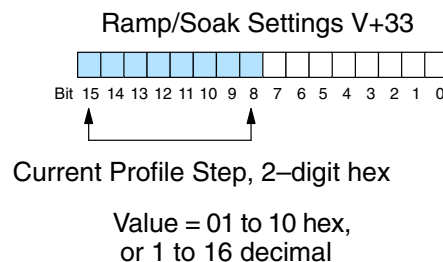 Ramp/Soak Settings V+33
Bit 15 14 13 12 11 10 9 8 7 6 5 4 3 2 1 0
Current Profile Step, 2–digit hex
Value = 01 to 10 hex,
or 1 to 16 decimal